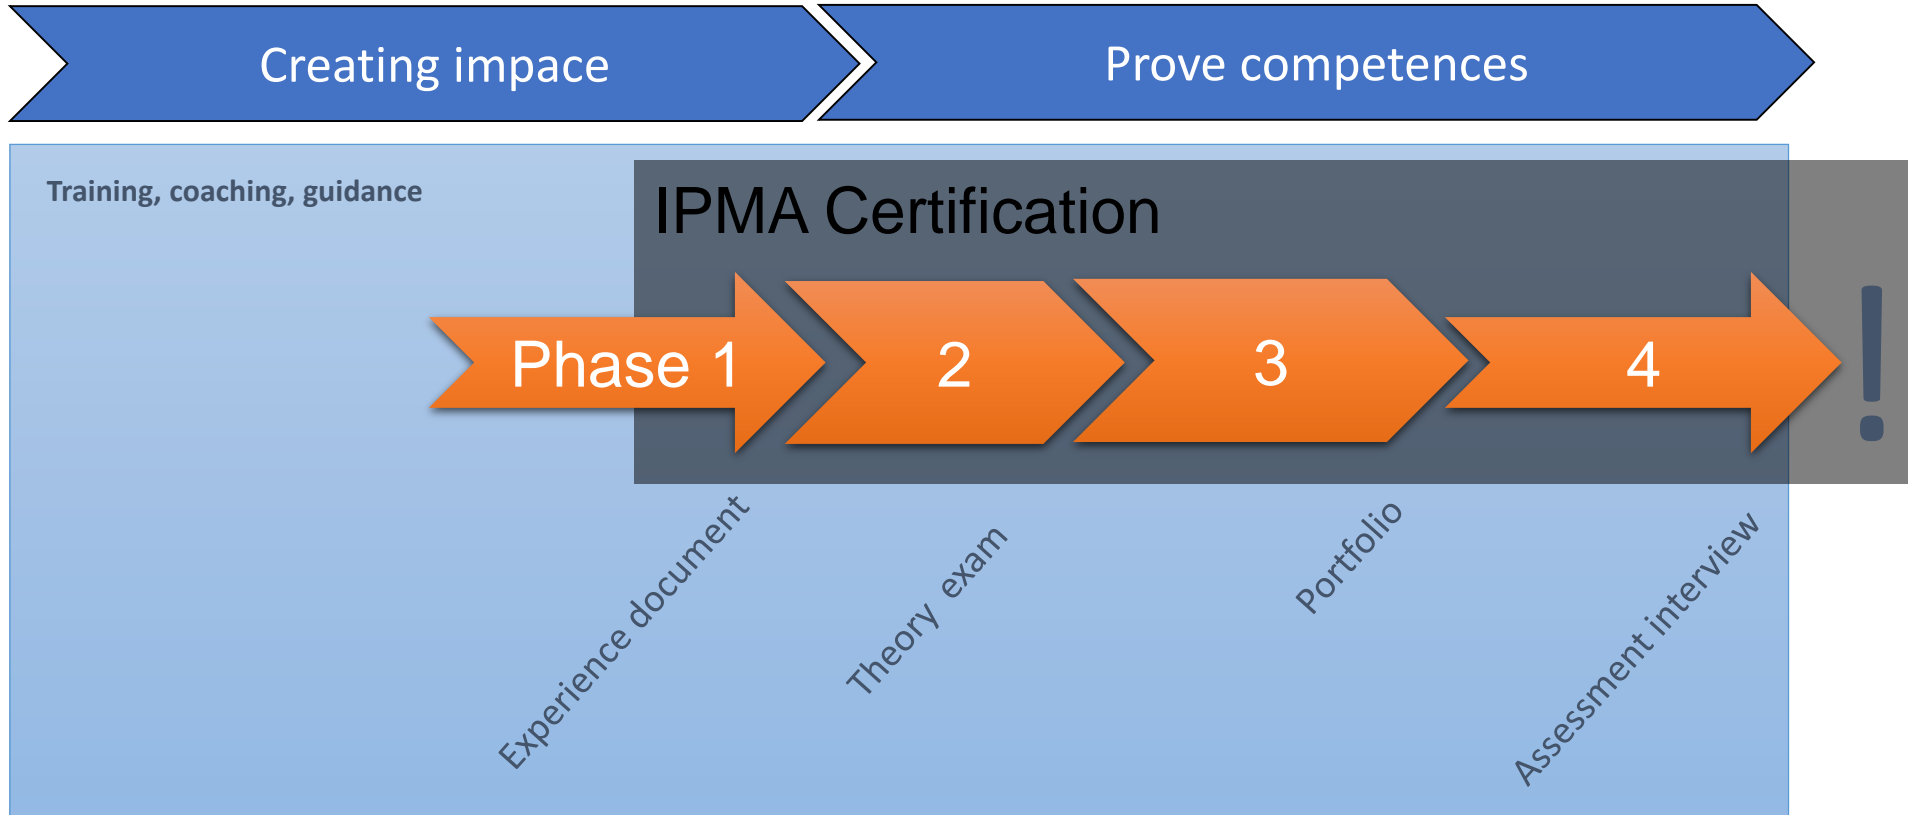 Creating impace
Prove competences
Training, coaching, guidance
IPMA Certification
Phase 1
2
3
4
!
Experience document
Theory exam
Portfolio
Assessment interview